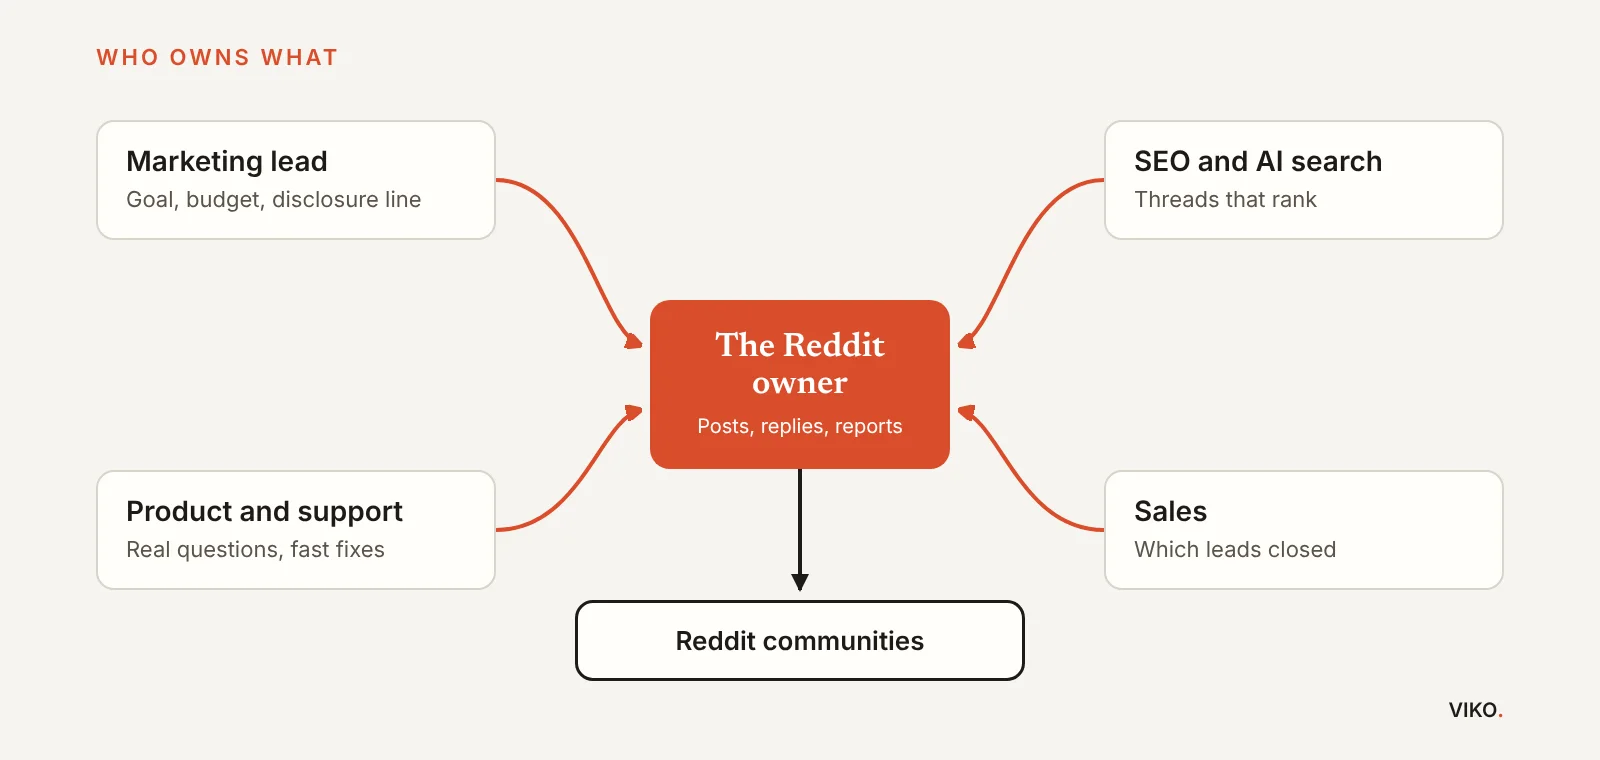 WHO OWNS WHAT
Marketing lead
Goal, budget, disclosure line
SEO and AI search
Threads that rank
The Reddit
owner
Posts, replies, reports
Product and support
Real questions, fast fixes
Sales
Which leads closed
Reddit communities
VIKO.